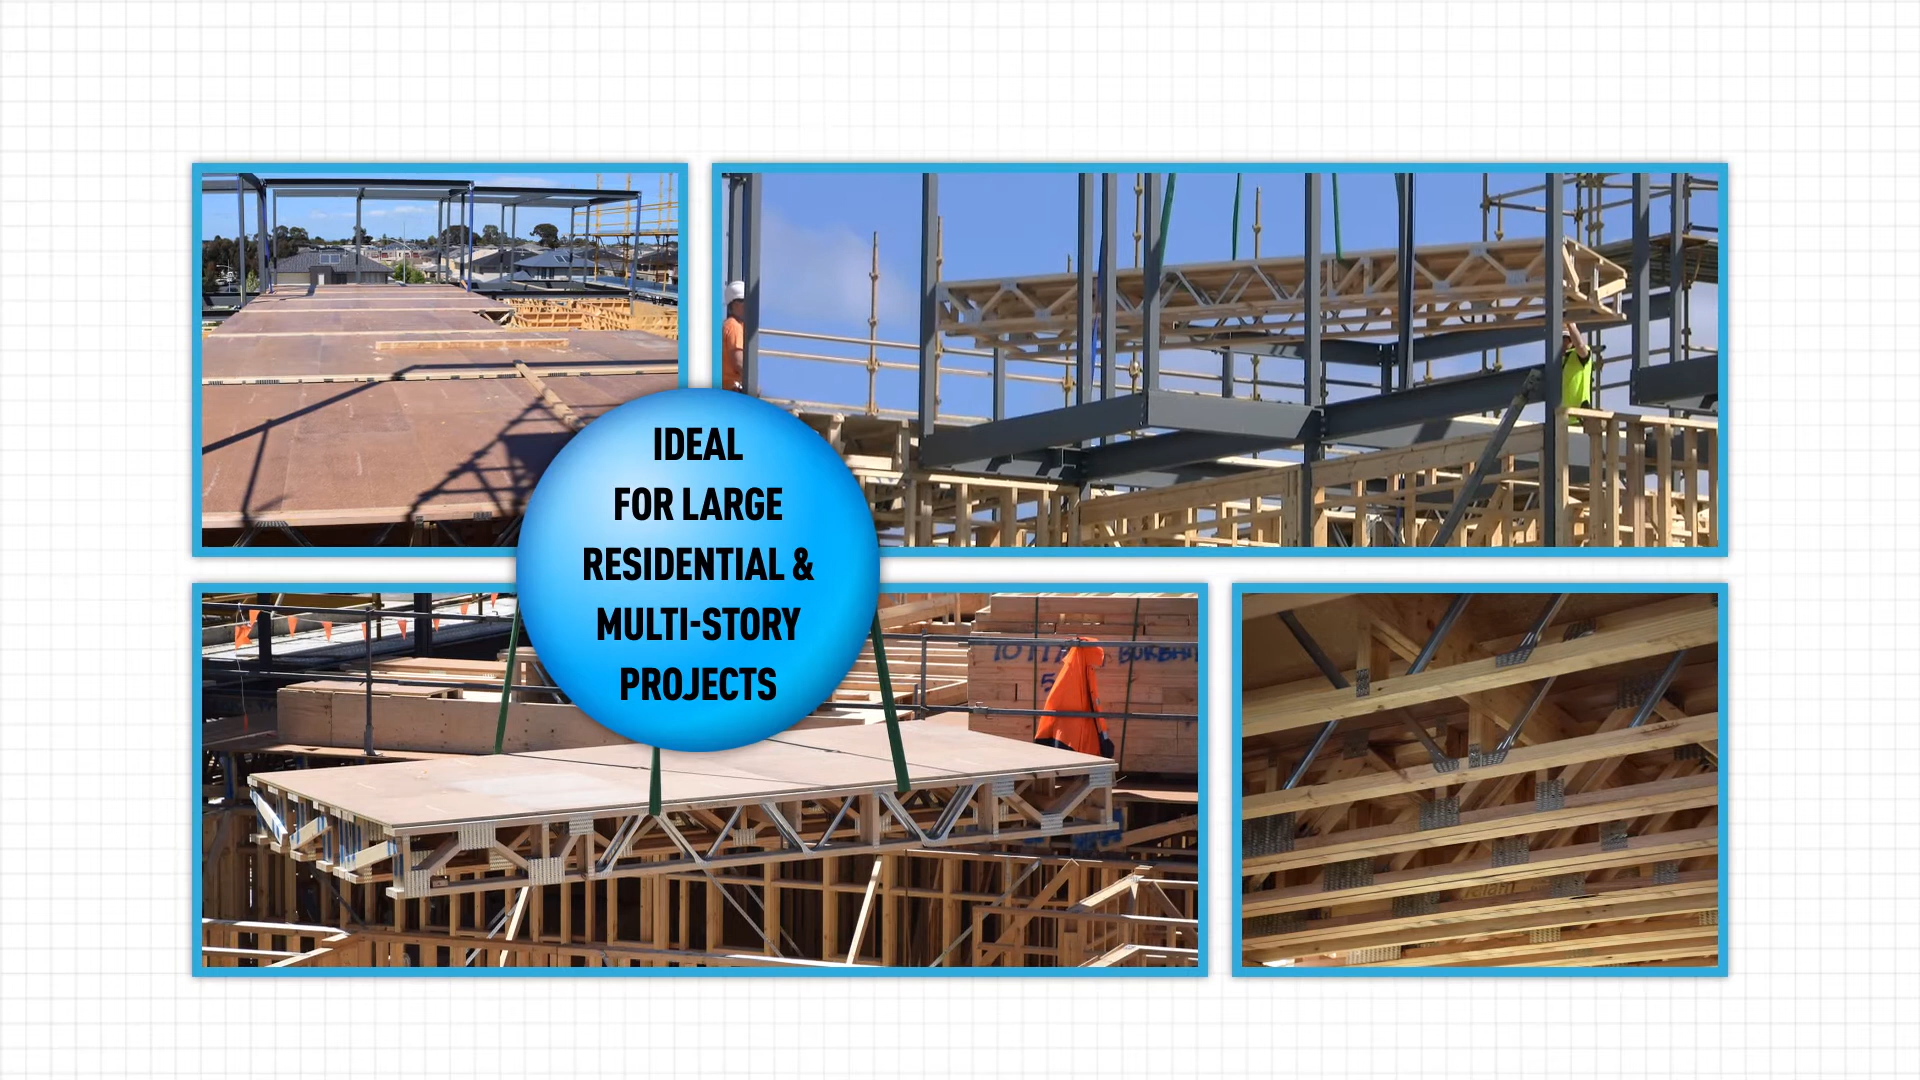 IDEAL
FOR LARGE
RESIDENTIAL &
MULTI-STORY
PROJECTS